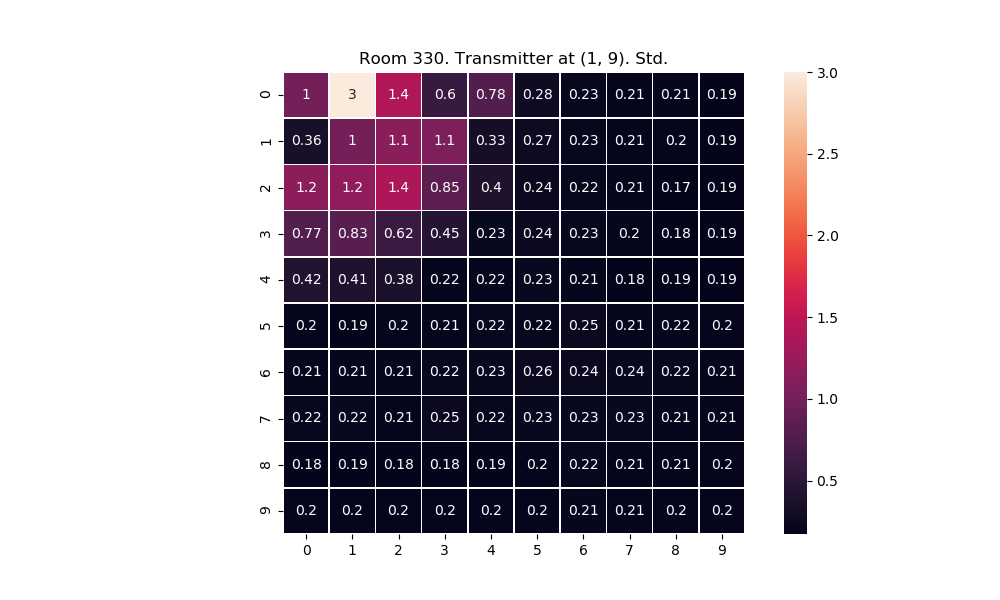 Room 330. Transmitter at (1, 9). Std.
0 1 3 1.4 0.6 0.78 0.28 0.23 0.21 0.21 0.19
1 0.36 1 1.1 1.1 0.33 0.27 0.23 0.21 0.2 0.19
2 1.2 1.2 1.4 0.85 0.4 0.24 0.22 0.21 0.17 0.19
3 0.77 0.83 0.62 0.45 0.23 0.24 0.23 0.2 0.18 0.19
4 0.42 0.41 0.38 0.22 0.22 0.23 0.21 0.18 0.19 0.19
5 0.2 0.19 0.2 0.21 0.22 0.22 0.25 0.21 0.22 0.2
6 0.21 0.21 0.21 0.22 0.23 0.26 0.24 0.24 0.22 0.21
7 0.22 0.22 0.21 0.25 0.22 0.23 0.23 0.23 0.21 0.21
8 0.18 0.19 0.18 0.18 0.19 0.2 0.22 0.21 0.21 0.2
9 0.2 0.2 0.2 0.2 0.2 0.2 0.21 0.21 0.2 0.2
0 1 2 3 4 5 6 7 8 9
3.0
2.5
2.0
1.5
1.0
0.5